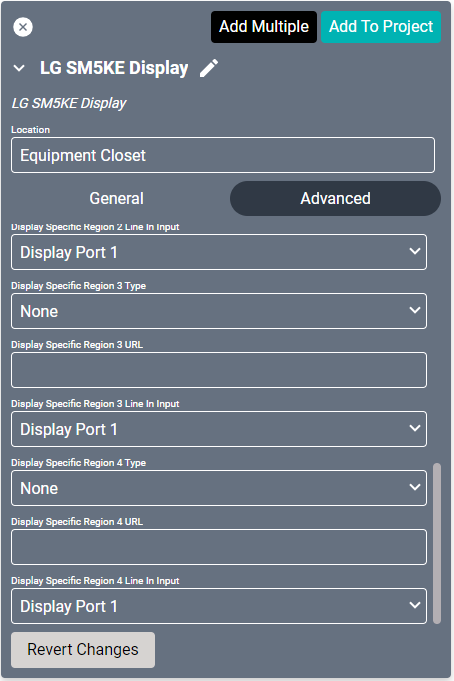 Add Multiple Add To Project
LG SM5KE Display
LG SM5KE Display
Location
Equipment Closet
General Advanced
Display Specific Region 2 Line In Input
Display Port 1
Display Specific Region 3 Type
None
Display Specific Region 3 URL
Display Specific Region 3 Line In Input
Display Port 1
Display Specific Region 4 Type
None
Display Specific Region 4 URL
Display Specific Region 4 Line In Input
Display Port 1
Revert Changes